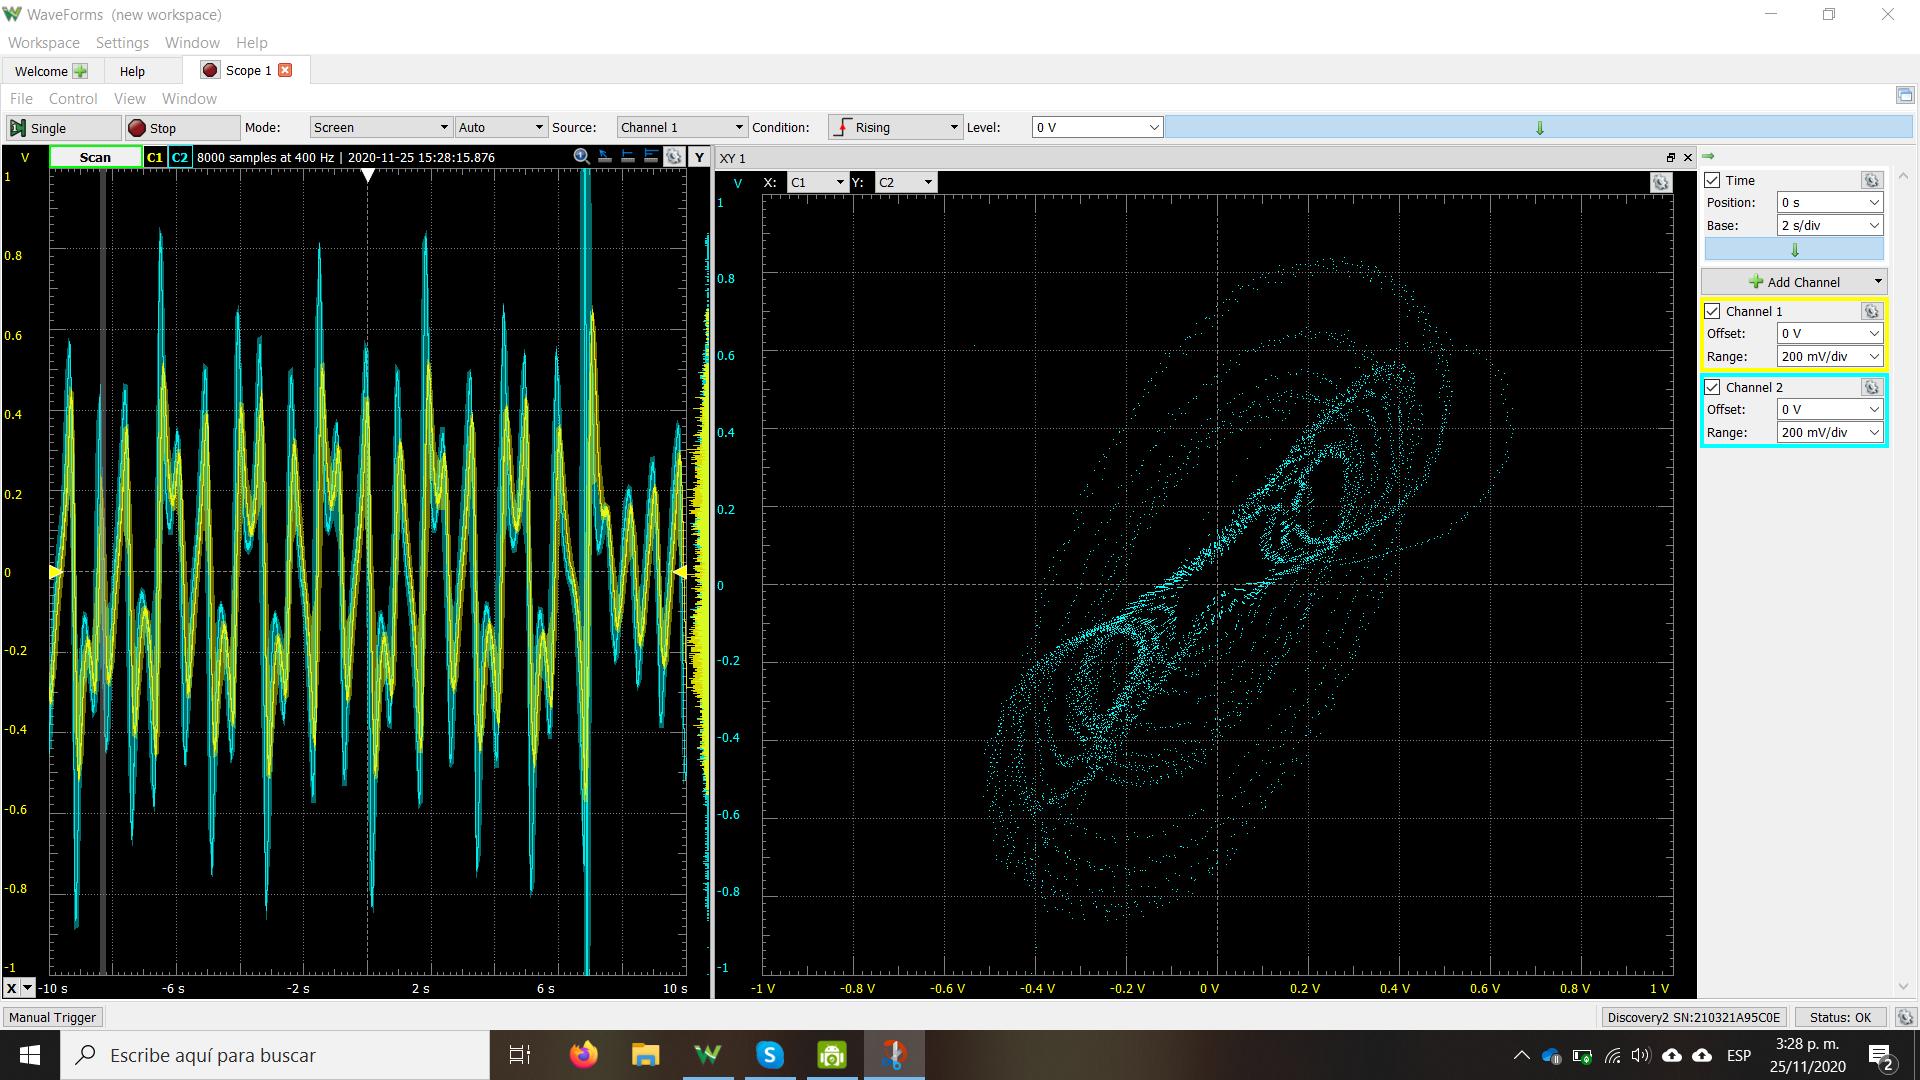 WaveForms (new workspace)
Workspace Settings Window Help
Welcome Help Scope 1
File Control View Window
Single Stop Mode: Screen Auto Source: Channel 1 Condition: Rising Level: 0 V
V Scan C1 C2 8000 samples at 400 Hz | 2020-11-25 15:28:15.876 Y
1
0.8
0.6
0.4
0.2
0
-0.2
-0.4
-0.6
-0.8
-1
X -10 s -6 s -2 s 2 s 6 s 10 s
XY 1
V X: C1 Y: C2
1
0.8
0.6
0.4
0.2
0
-0.2
-0.4
-0.6
-0.8
-1
-1 V -0.8 V -0.6 V -0.4 V -0.2 V 0 V 0.2 V 0.4 V 0.6 V 0.8 V 1 V
Time
Position: 0 s
Base: 2 s/div
Add Channel
Channel 1
Offset: 0 V
Range: 200 mV/div
Channel 2
Offset: 0 V
Range: 200 mV/div
Manual Trigger Discovery2 SN:210321A95C0E Status: OK
Escribe aquí para buscar
ESP
3:28 p. m.
25/11/2020
2